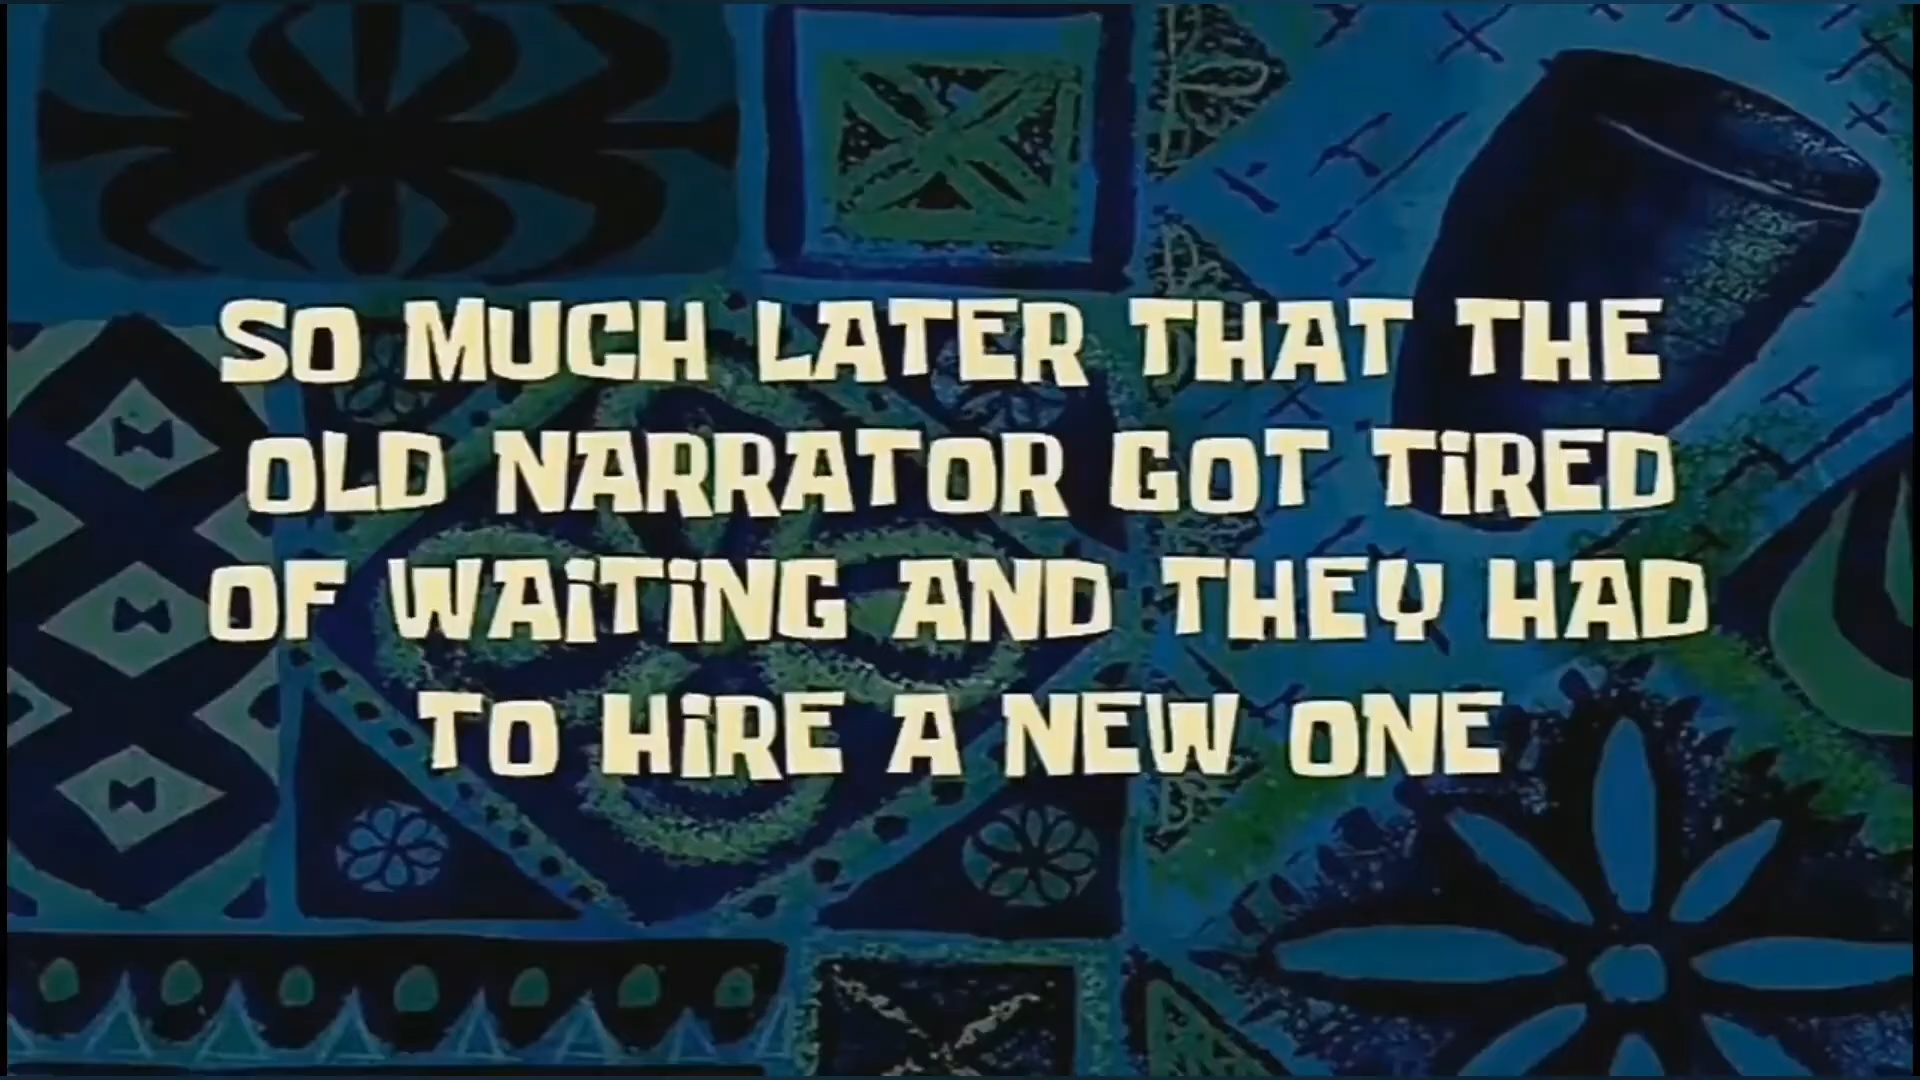 SO MUCH LATER THAT THE
OLD NARRATOR GOT TiRED
OF WAiTiNG AND THEY HAD
TO HiRE A NEW ONE